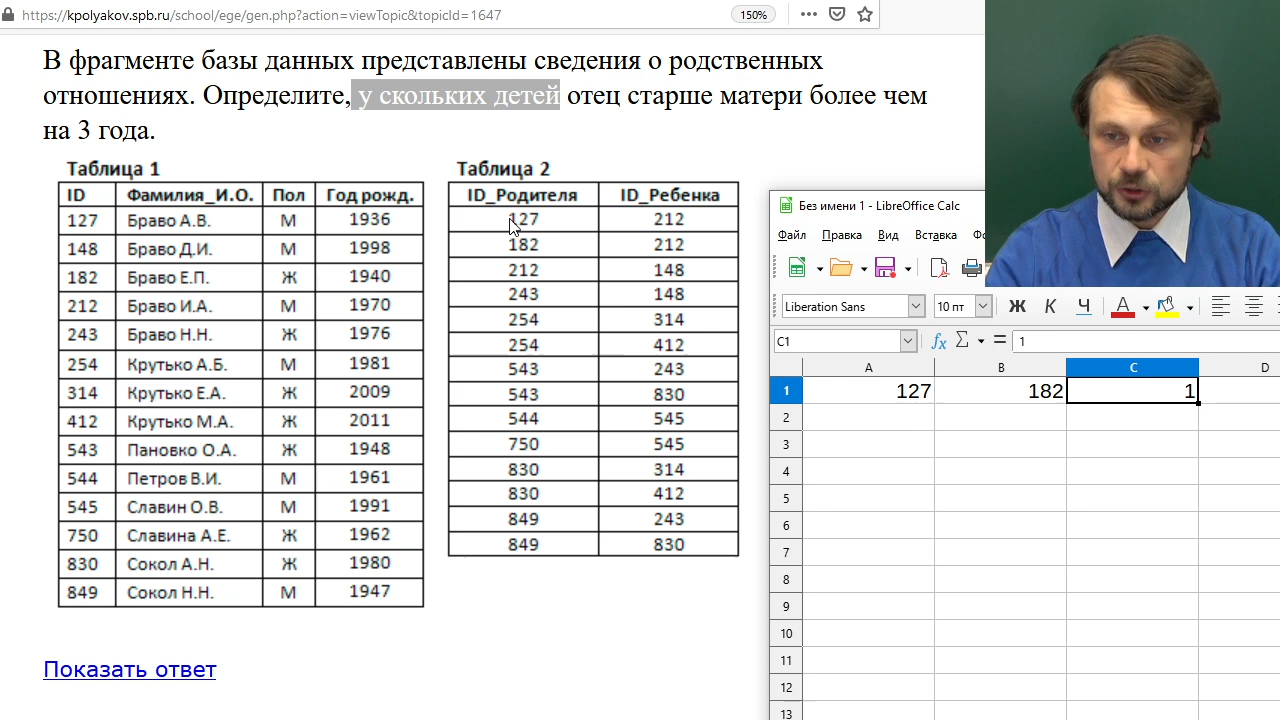 https://kpolyakov.spb.ru/school/ege/gen.php?action=viewTopic&topicId=1647
150%
В фрагменте базы данных представлены сведения о родственных
отношениях. Определите, у скольких детей отец старше матери более чем
на 3 года.
Таблица 1
ID Фамилия_И.О. Пол Год рожд.
127 Браво А.В. М 1936
148 Браво Д.И. М 1998
182 Браво Е.П. Ж 1940
212 Браво И.А. М 1970
243 Браво Н.Н. Ж 1976
254 Крутько А.Б. М 1981
314 Крутько Е.А. Ж 2009
412 Крутько М.А. Ж 2011
543 Пановко О.А. Ж 1948
544 Петров В.И. М 1961
545 Славин О.В. М 1991
750 Славина А.Е. Ж 1962
830 Сокол А.Н. Ж 1980
849 Сокол Н.Н. М 1947
Таблица 2
ID_Родителя ID_Ребенка
127 212
182 212
212 148
243 148
254 314
254 412
543 243
543 830
544 545
750 545
830 314
830 412
849 243
849 830
Показать ответ
Без имени 1 - LibreOffice Calc
Файл Правка Вид Вставка Фо
Liberation Sans 10 пт Ж К Ч А
C1 fx Σ = 1
A B C D
1 127 182 1
2
3
4
5
6
7
8
9
10
11
12
13